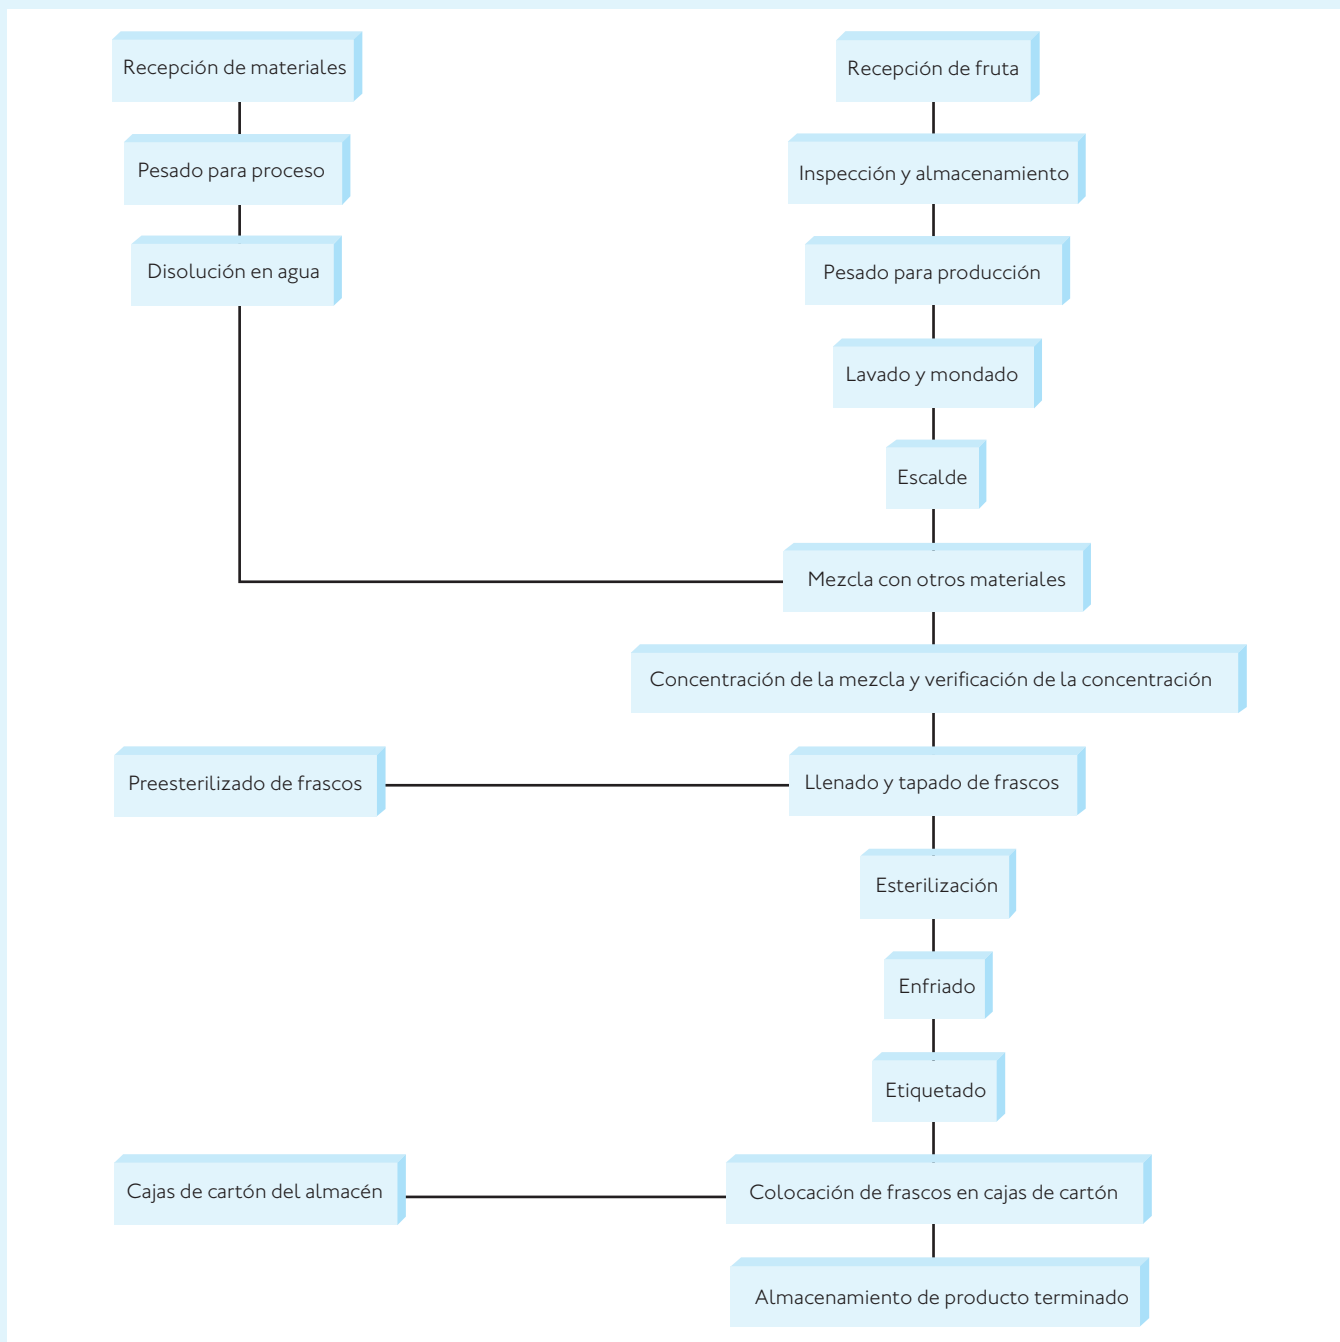 Recepción de materiales
Recepción de fruta
Pesado para proceso
Inspección y almacenamiento
Disolución en agua
Pesado para producción
Lavado y mondado
Escalde
Mezcla con otros materiales
Concentración de la mezcla y verificación de la concentración
Preesterilizado de frascos
Llenado y tapado de frascos
Esterilización
Enfriado
Etiquetado
Cajas de cartón del almacén
Colocación de frascos en cajas de cartón
Almacenamiento de producto terminado